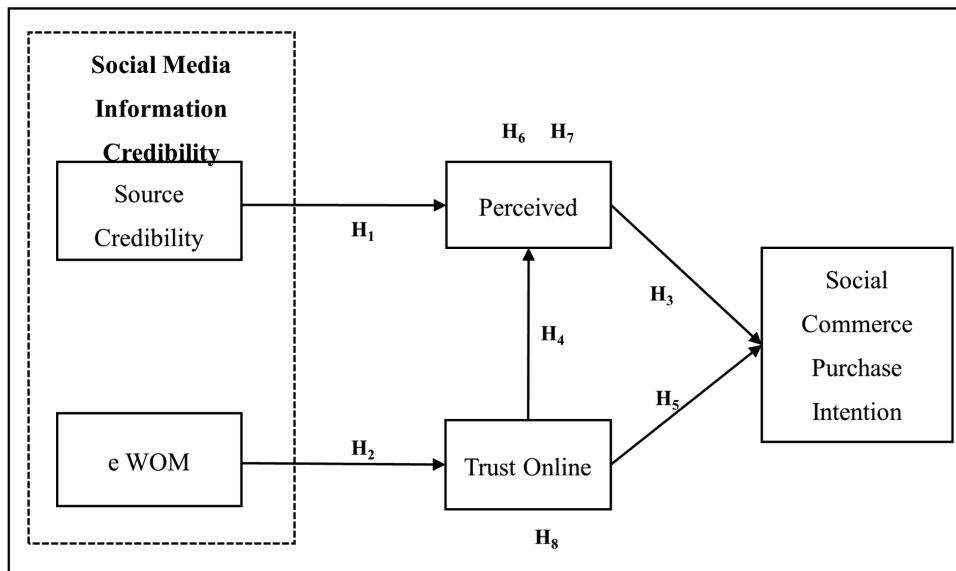 Social Media
Information
Credibility
Source
Credibility
H₁
H₆ H₇
Perceived
H₃
H₄
Social
Commerce
Purchase
Intention
e WOM
H₂
Trust Online
H₅
H₈